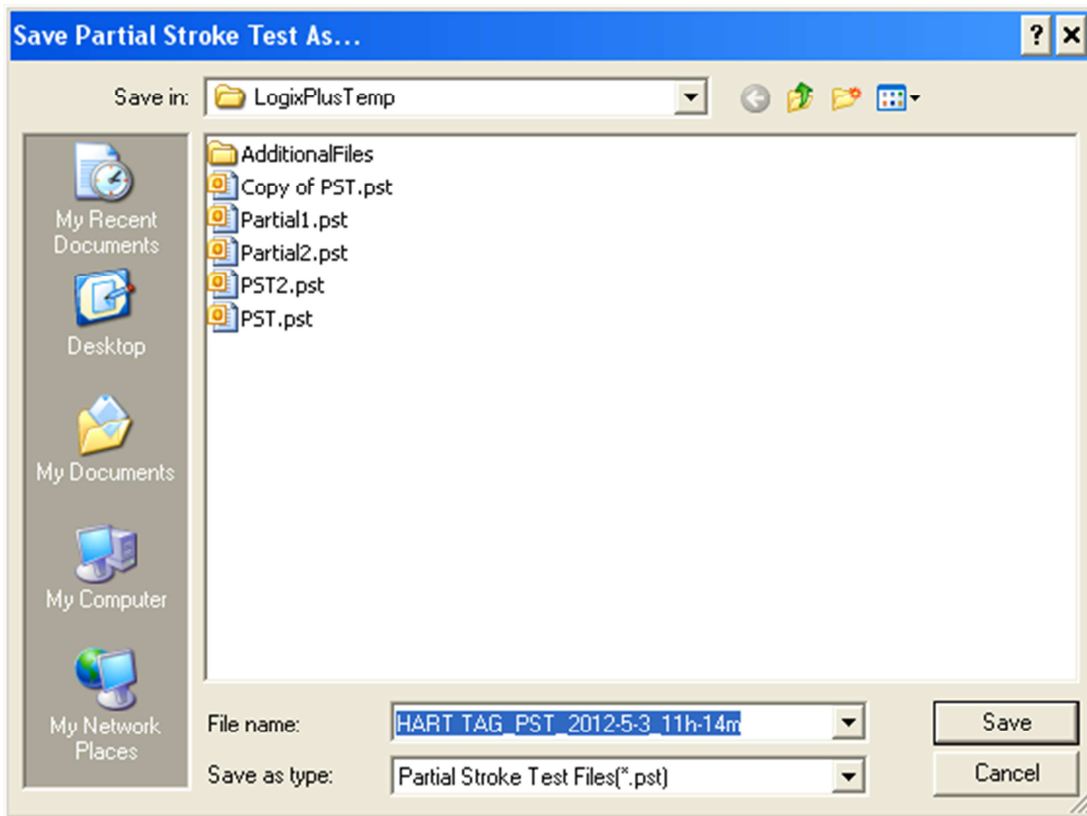 Save Partial Stroke Test As...
Save in:
LogixPlusTemp
My Recent
Documents
Desktop
My Documents
My Computer
My Network
Places
AdditionalFiles
Copy of PST.pst
Partial1.pst
Partial2.pst
PST2.pst
PST.pst
File name:
HART TAG_PST_2012-5-3_11h-14m
Save
Save as type:
Partial Stroke Test Files(*.pst)
Cancel